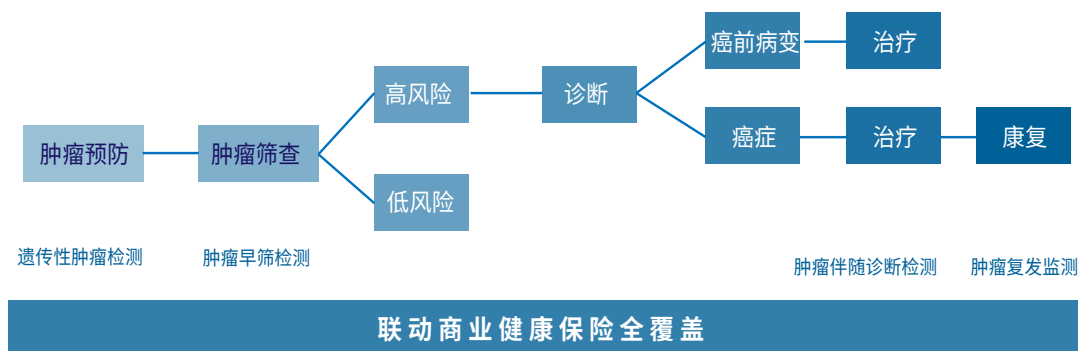 癌前病变
治疗
高风险
诊断
肿瘤预防
肿瘤筛查
癌症
治疗
康复
低风险
遗传性肿瘤检测
肿瘤早筛检测
肿瘤伴随诊断检测
肿瘤复发监测
联动商业健康保险全覆盖